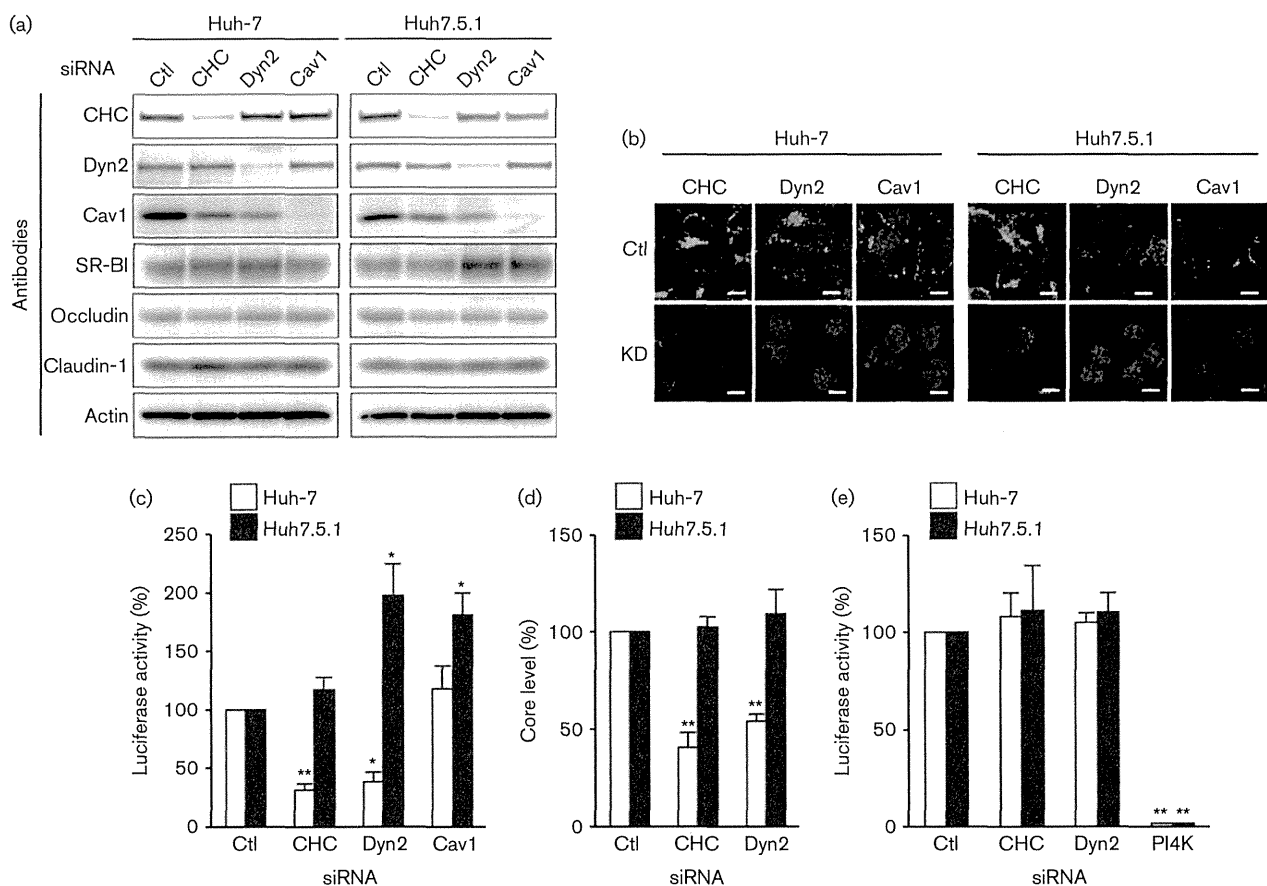 (a)
Huh-7 Huh7.5.1
siRNA Ctl CHC Dyn2 Cav1 Ctl CHC Dyn2 Cav1
Antibodies
CHC
Dyn2
Cav1
SR-BI
Occludin
Claudin-1
Actin
(b)
Huh-7 Huh7.5.1
CHC Dyn2 Cav1 CHC Dyn2 Cav1
Ctl
KD
(c)
Huh-7
Huh7.5.1
Luciferase activity (%)
250
200
150
100
50
0
** * * *
Ctl CHC Dyn2 Cav1
siRNA
(d)
Huh-7
Huh7.5.1
Core level (%)
150
100
50
0
** **
Ctl CHC Dyn2
siRNA
(e)
Huh-7
Huh7.5.1
Luciferase activity (%)
150
100
50
0
** **
Ctl CHC Dyn2 PI4K
siRNA